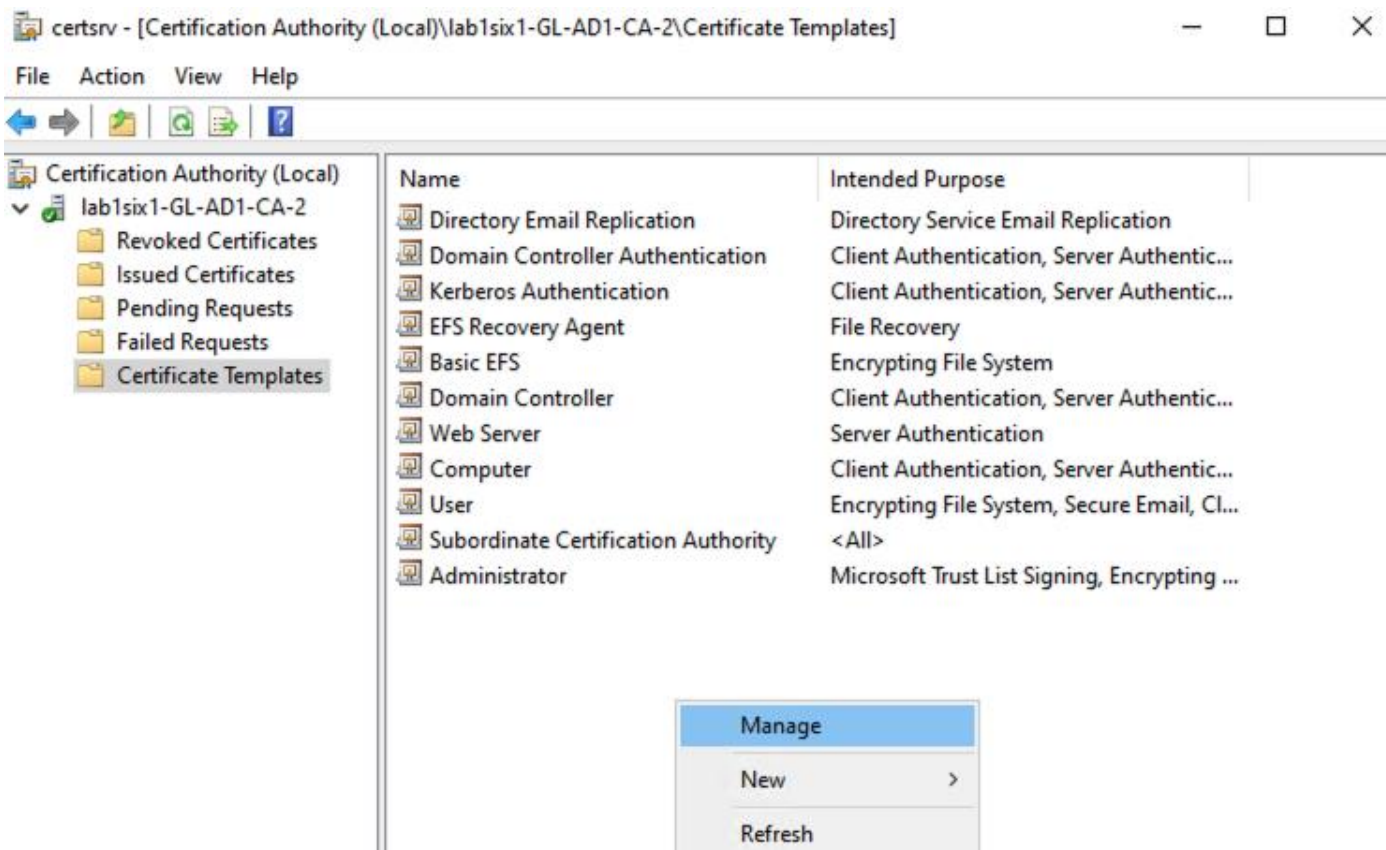 certsrv - [Certification Authority (Local)\lab1six1-GL-AD1-CA-2\Certificate Templates]
File Action View Help
Certification Authority (Local)
lab1six1-GL-AD1-CA-2
Revoked Certificates
Issued Certificates
Pending Requests
Failed Requests
Certificate Templates
Name Intended Purpose
Directory Email Replication Directory Service Email Replication
Domain Controller Authentication Client Authentication, Server Authentic...
Kerberos Authentication Client Authentication, Server Authentic...
EFS Recovery Agent File Recovery
Basic EFS Encrypting File System
Domain Controller Client Authentication, Server Authentic...
Web Server Server Authentication
Computer Client Authentication, Server Authentic...
User Encrypting File System, Secure Email, Cl...
Subordinate Certification Authority <All>
Administrator Microsoft Trust List Signing, Encrypting ...
Manage
New
Refresh